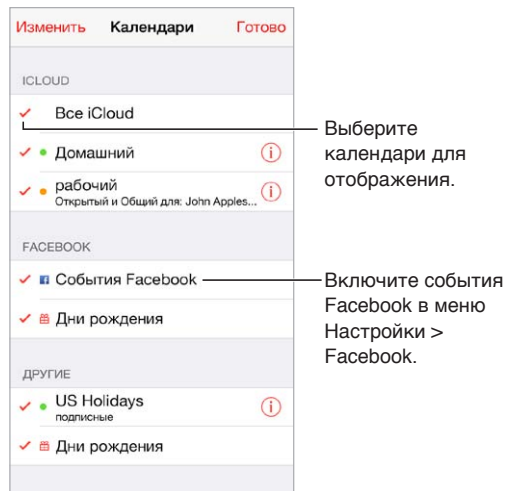 Изменить Календари Готово
ICLOUD
Все iCloud
Домашний
рабочий
Открытый и Общий для: John Apples...
FACEBOOK
События Facebook
Дни рождения
ДРУГИЕ
US Holidays
подписные
Дни рождения
Выберите
календари для
отображения.
Включите события
Facebook в меню
Настройки >
Facebook.